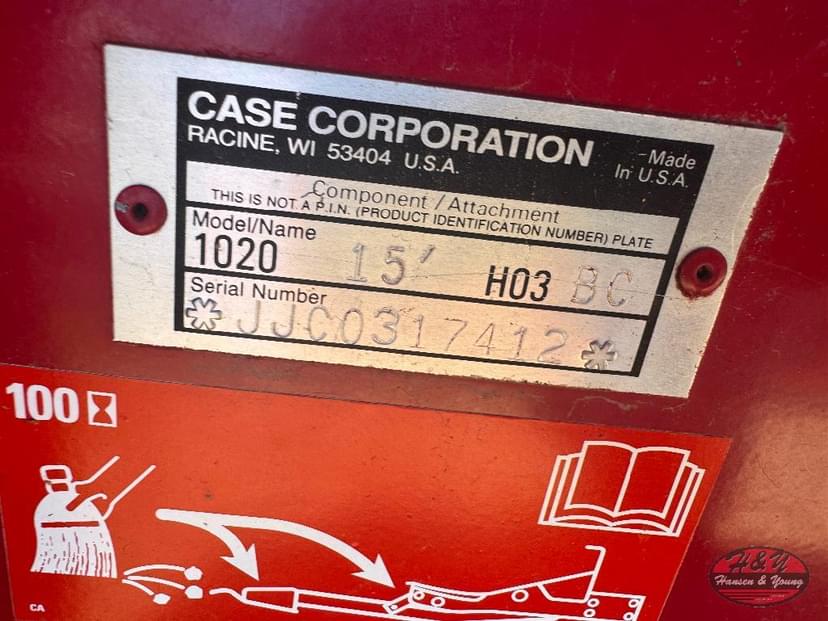 CASE CORPORATION
RACINE, WI 53404 U.S.A.
Made
In U.S.A.
Component/Attachment
THIS IS NOT A P.I.N. (PRODUCT IDENTIFICATION NUMBER) PLATE
Model/Name
1020 15' H03 BC
Serial Number
*JJC0317412*
100
CA
H&Y
Hansen & Young